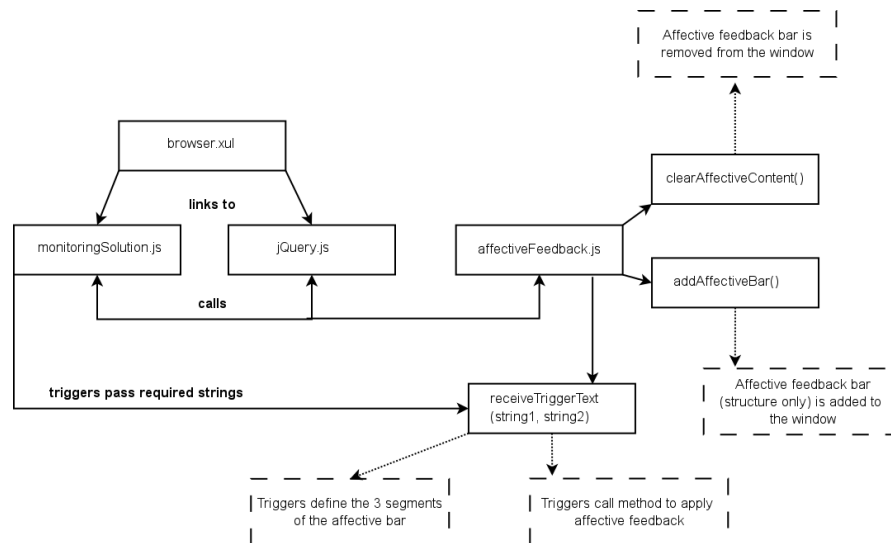 Affective feedback bar is
removed from the window
browser.xul
clearAffectiveContent()
links to
monitoringSolution.js
jQuery.js
affectiveFeedback.js
addAffectiveBar()
calls
triggers pass required strings
receiveTriggerText
(string1, string2)
Affective feedback bar
(structure only) is added to
the window
Triggers define the 3 segments
of the affective bar
Triggers call method to apply
affective feedback